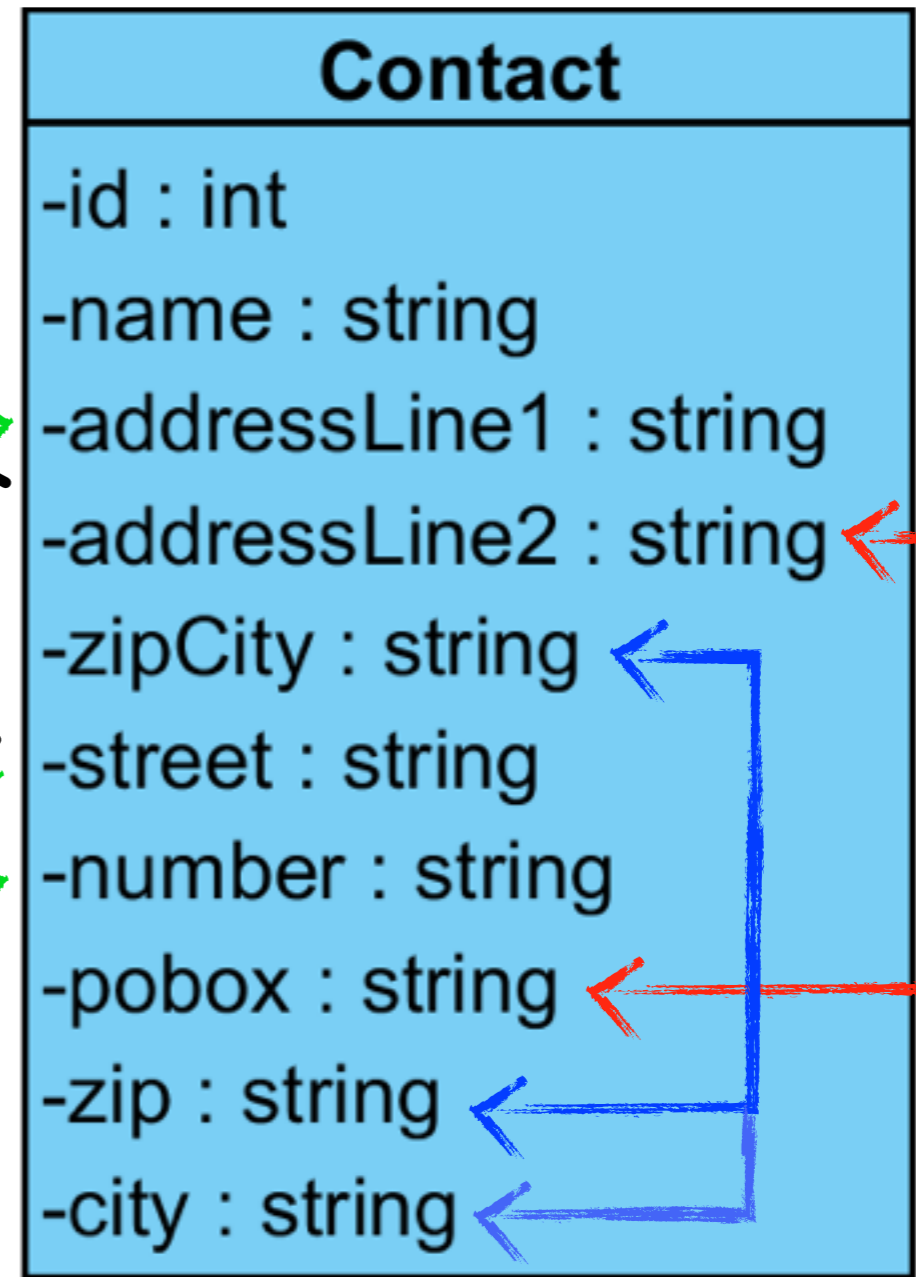 Contact
-id : int
-name : string
-addressLine1 : string
-addressLine2 : string
-zipCity : string
-street : string
-number : string
-pobox : string
-zip : string
-city : string